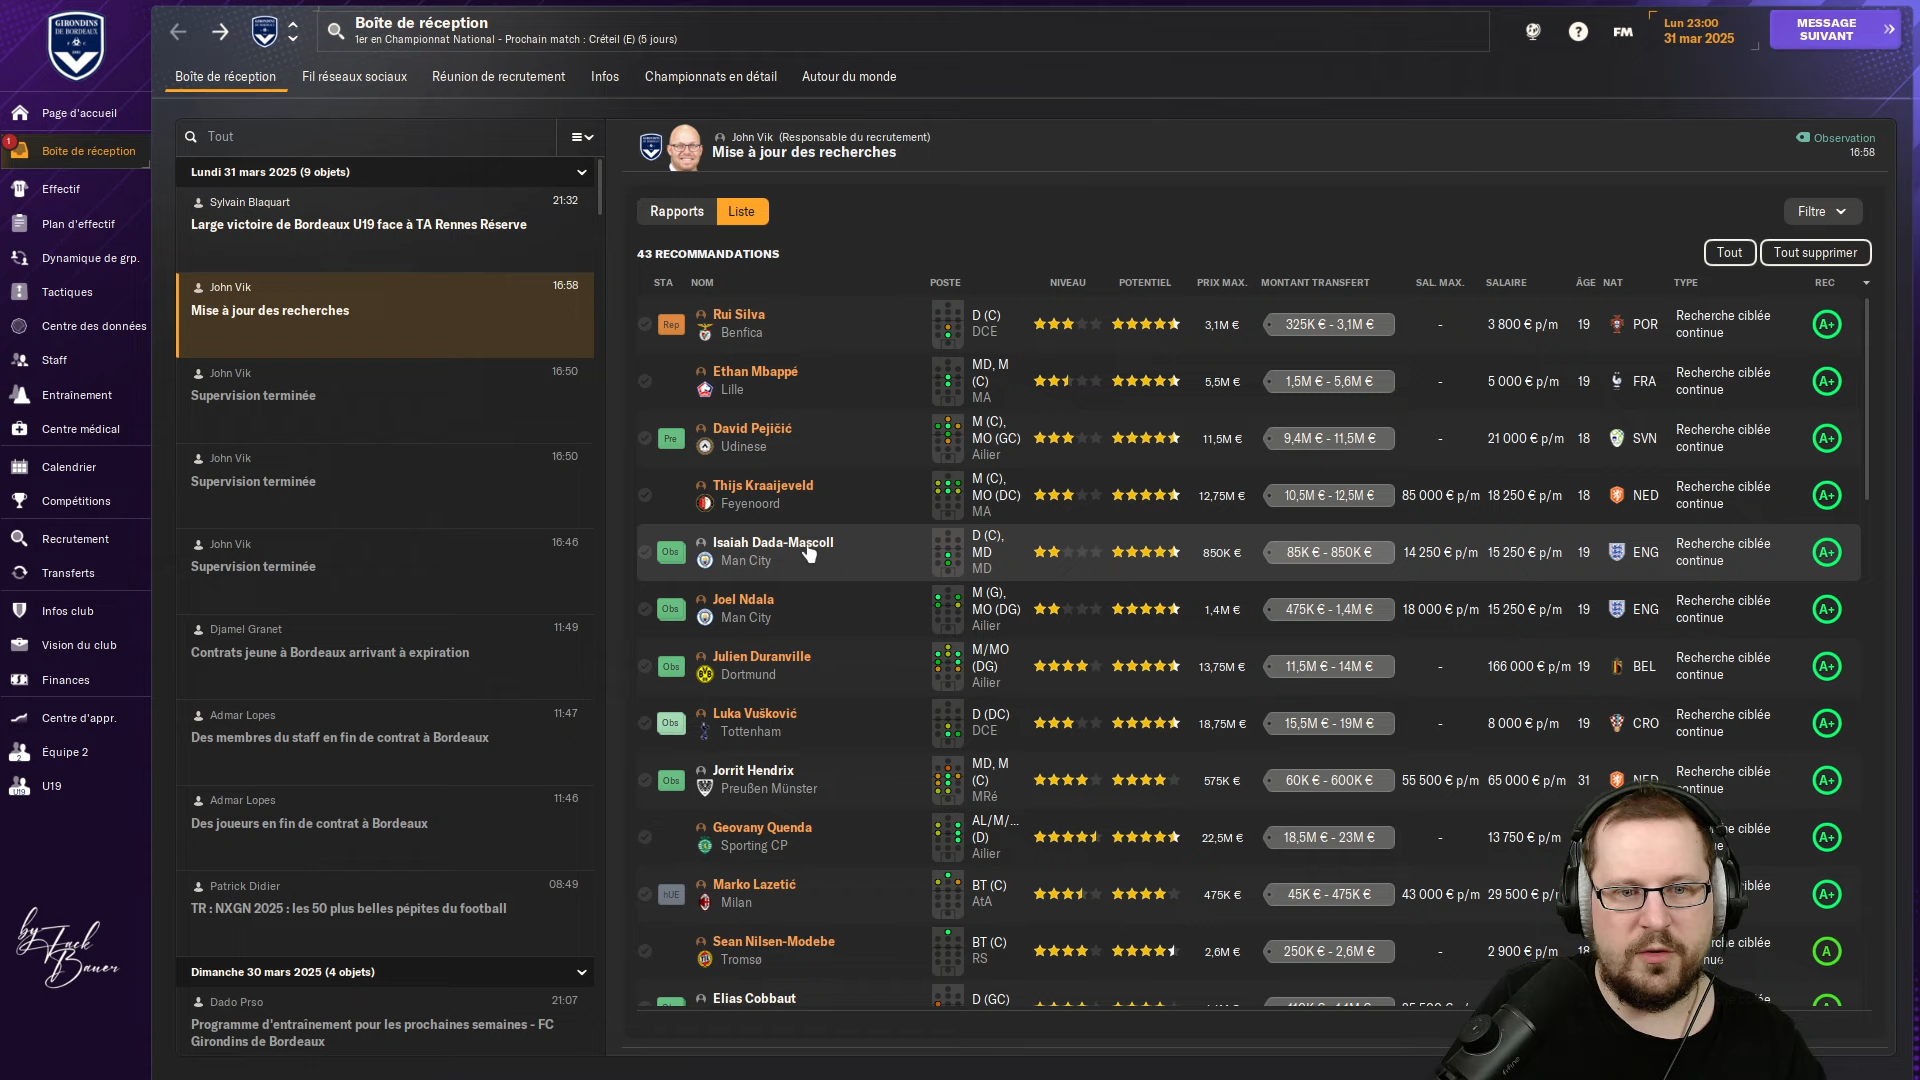 GIRONDINS
DE BORDEAUX
Boîte de réception
1er en Championnat National - Prochain match : Créteil (E) (5 jours)
FM
Lun 23:00
31 mar 2025
MESSAGE
SUIVANT
Boîte de réception
Fil réseaux sociaux
Réunion de recrutement
Infos
Championnats en détail
Autour du monde
Page d'accueil
1
Boîte de réception
Effectif
Plan d'effectif
Dynamique de grp.
Tactiques
Centre des données
Staff
Entraînement
Centre médical
Calendrier
Compétitions
Recrutement
Transferts
Infos club
Vision du club
Finances
Centre d'appr.
2
Équipe 2
U19
U19
by Jack
Bauer
Tout
Lundi 31 mars 2025 (9 objets)
Sylvain Blaquart 21:32
Large victoire de Bordeaux U19 face à TA Rennes Réserve
John Vik 16:58
Mise à jour des recherches
John Vik 16:50
Supervision terminée
John Vik 16:50
Supervision terminée
John Vik 16:46
Supervision terminée
Djamel Granet 11:49
Contrats jeune à Bordeaux arrivant à expiration
Admar Lopes 11:47
Des membres du staff en fin de contrat à Bordeaux
Admar Lopes 11:46
Des joueurs en fin de contrat à Bordeaux
Patrick Didier 08:49
TR : NXGN 2025 : les 50 plus belles pépites du football
Dimanche 30 mars 2025 (4 objets)
Dado Prso 21:07
Programme d'entraînement pour les prochaines semaines - FC
Girondins de Bordeaux
John Vik (Responsable du recrutement)
Mise à jour des recherches
Observation
16:58
Rapports Liste
Filtre
43 RECOMMANDATIONS
Tout Tout supprimer
STA NOM POSTE NIVEAU POTENTIEL PRIX MAX. MONTANT TRANSFERT SAL. MAX. SALAIRE ÂGE NAT TYPE REC
Rep Rui Silva
Benfica
D (C)
DCE
3,1M € 325K € - 3,1M € - 3 800 € p/m 19 POR
Recherche ciblée
continue
A+
Ethan Mbappé
Lille
MD, M
(C)
MA
5,5M € 1,5M € - 5,6M € - 5 000 € p/m 19 FRA
Recherche ciblée
continue
A+
Pre David Pejičić
Udinese
M (C),
MO (GC)
Ailier
11,5M € 9,4M € - 11,5M € - 21 000 € p/m 18 SVN
Recherche ciblée
continue
A+
Thijs Kraaijeveld
Feyenoord
M (C),
MO (DC)
MA
12,75M € 10,5M € - 12,5M € 85 000 € p/m 18 250 € p/m 18 NED
Recherche ciblée
continue
A+
Obs Isaiah Dada-Mascoll
Man City
D (C),
MD
MD
850K € 85K € - 850K € 14 250 € p/m 15 250 € p/m 19 ENG
Recherche ciblée
continue
A+
Obs Joel Ndala
Man City
M (G),
MO (DG)
Ailier
1,4M € 475K € - 1,4M € 18 000 € p/m 15 250 € p/m 19 ENG
Recherche ciblée
continue
A+
Obs Julien Duranville
Dortmund
M/MO
(DG)
Ailier
13,75M € 11,5M € - 14M € - 166 000 € p/m 19 BEL
Recherche ciblée
continue
A+
Obs Luka Vušković
Tottenham
D (DC)
DCE
18,75M € 15,5M € - 19M € - 8 000 € p/m 19 CRO
Recherche ciblée
continue
A+
Obs Jorrit Hendrix
Preußen Münster
MD, M
(C)
MRé
575K € 60K € - 600K € 55 500 € p/m 65 000 € p/m 31 NED
Recherche ciblée
A+
Geovany Quenda
Sporting CP
AL/M/...
(D)
Ailier
22,5M € 18,5M € - 23M € - 13 750 € p/m
A+
hUE Marko Lazetić
Milan
BT (C)
AtA
475K € 45K € - 475K € 43 000 € p/m 29 500 € p/
A+
Sean Nilsen-Modebe
Tromsø
BT (C)
RS
2,6M € 250K € - 2,6M € - 2 900 € p/m 18
A
Elias Cobbaut
D (GC)